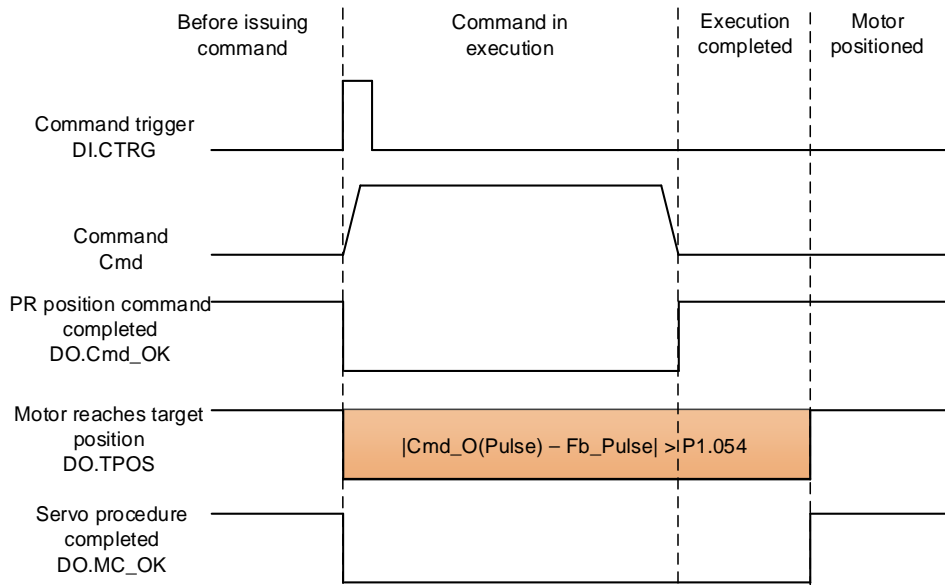 Before issuing
command
Command in
execution
Execution
completed
Motor
positioned
Command trigger
DI.CTRG
Command
Cmd
PR position command
completed
DO.Cmd_OK
Motor reaches target
position
DO.TPOS
|Cmd_O(Pulse) – Fb_Pulse| > P1.054
Servo procedure
completed
DO.MC_OK